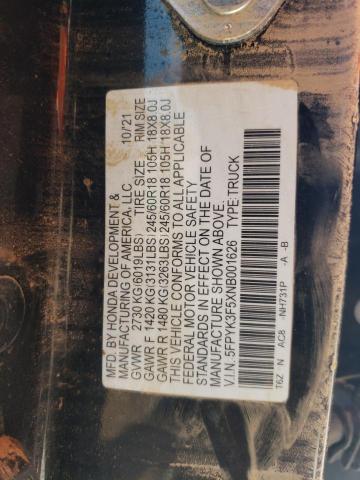 MFD. BY HONDA DEVELOPMENT &
MANUFACTURING OF AMERICA, LLC 10/21
GVWR 2730 KG(6019LBS) TIRE SIZE RIM SIZE
GAWR F 1420 KG(3131LBS) 245/60R18 105H 18X8.0J
GAWR R 1480 KG(3263LBS) 245/60R18 105H 18X8.0J
THIS VEHICLE CONFORMS TO ALL APPLICABLE
FEDERAL MOTOR VEHICLE SAFETY
STANDARDS IN EFFECT ON THE DATE OF
MANUFACTURE SHOWN ABOVE.
V.I.N.:5FPYK3F5XNB001626 TYPE:TRUCK
T6Z N AC8 -NH731P -A -B